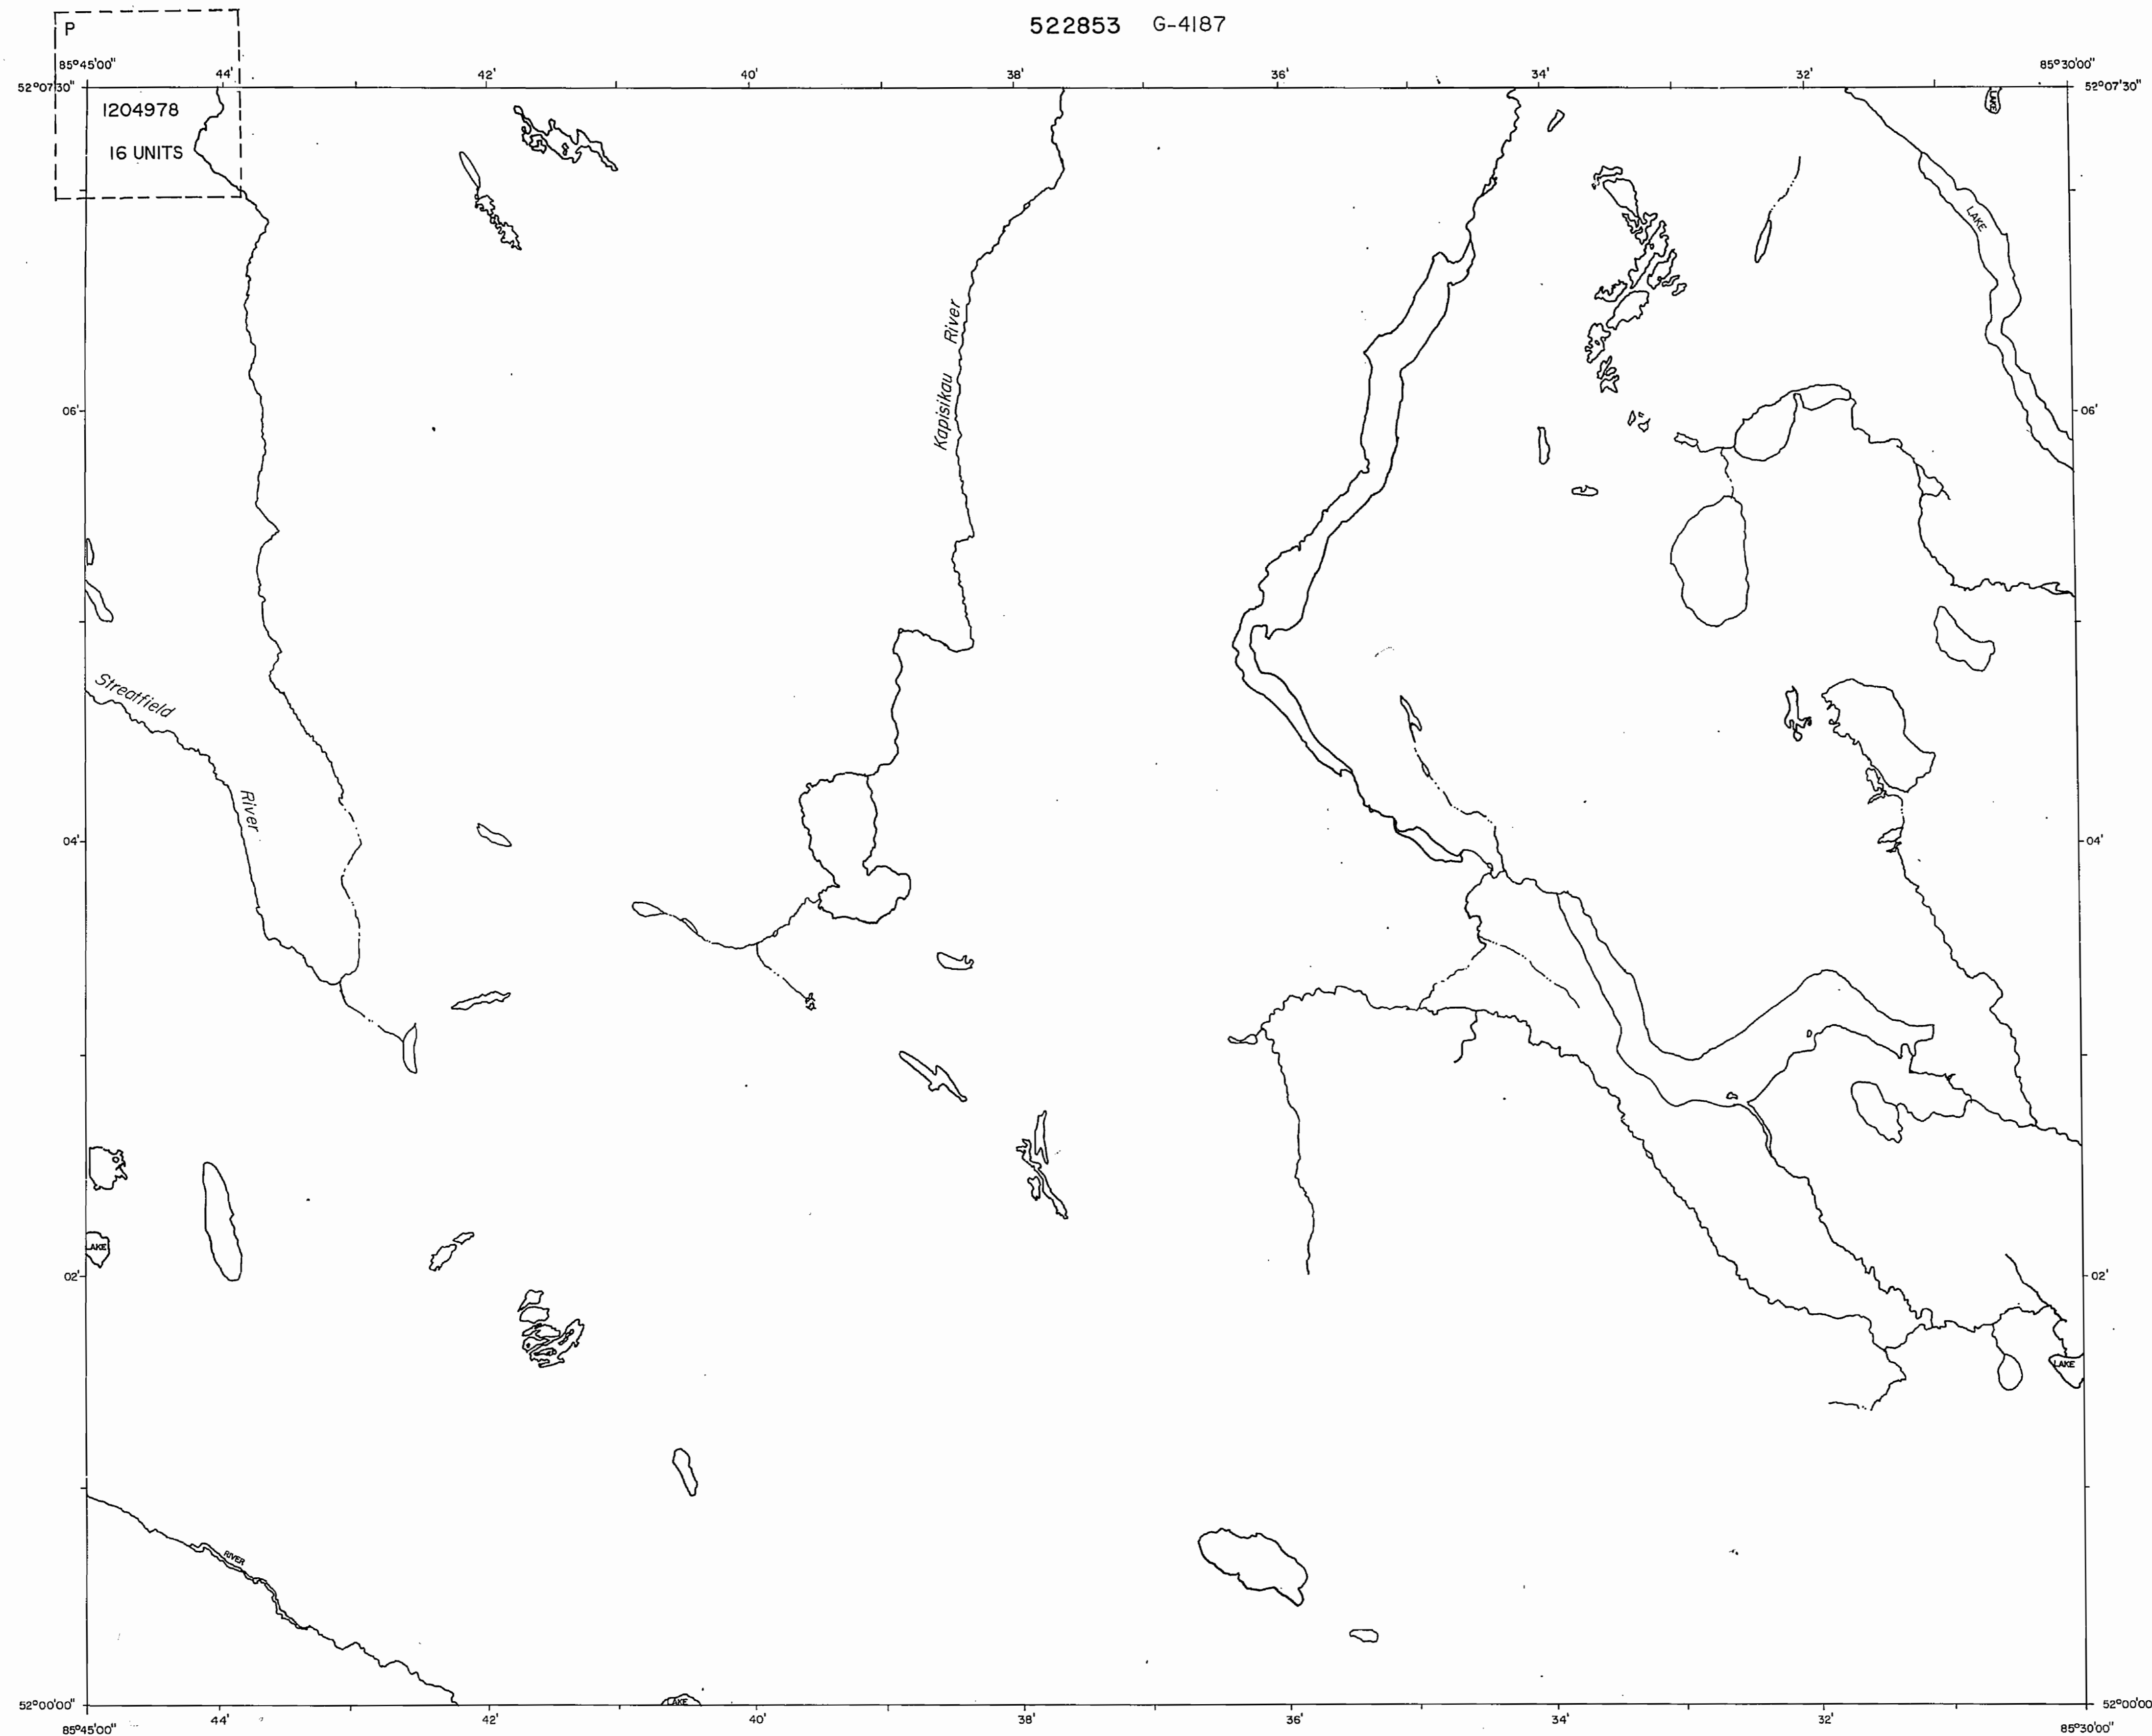 522853 G-4187
P
85°45'00" 44' 42' 40' 38' 36' 34' 32' 85°30'00"
52°07'30" 52°07'30"
1204978
16 UNITS
LAKE
LAKE
Kapisikau River
06' 06'
Streatfield
River
04' 04'
LAKE
02' 02'
LAKE
RIVER
LAKE
52°00'00" 52°00'00"
85°45'00" 44' 42' 40' 38' 36' 34' 32' 85°30'00"